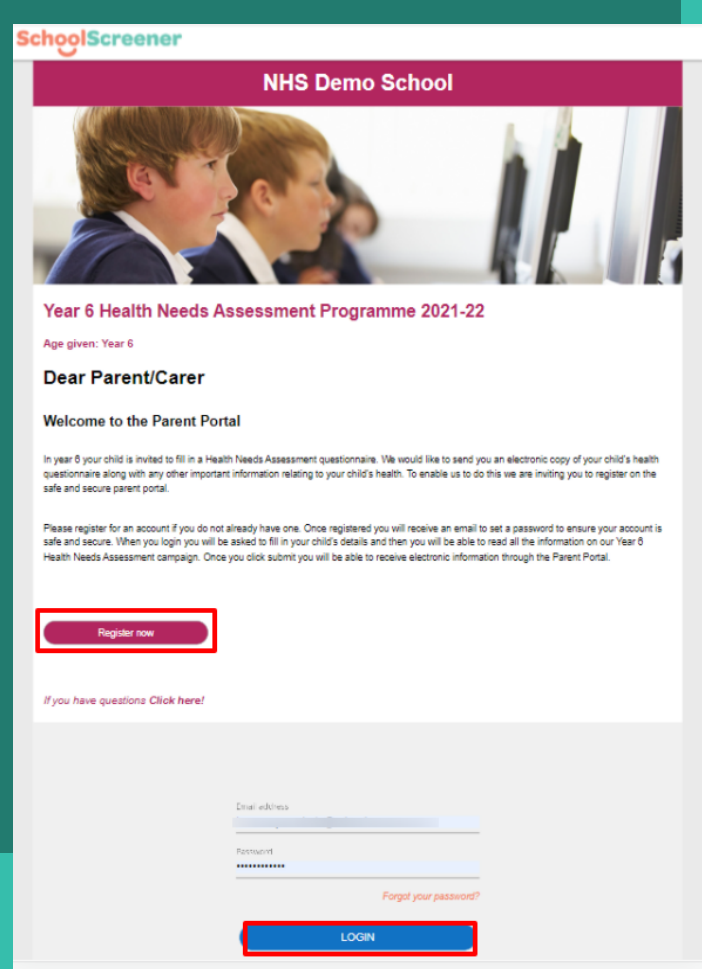 SchoolScreener
NHS Demo School
Year 6 Health Needs Assessment Programme 2021-22
Age given: Year 6
Dear Parent/Carer
Welcome to the Parent Portal
In year 6 your child is invited to fill in a Health Needs Assessment questionnaire. We would like to send you an electronic copy of your child's health
questionnaire along with any other important information relating to your child's health. To enable us to do this we are inviting you to register on the
safe and secure parent portal.
Please register for an account if you do not already have one. Once registered you will receive an email to set a password to ensure your account is
safe and secure. When you login you will be asked to fill in your child's details and then you will be able to read all the information on our Year 6
Health Needs Assessment campaign. Once you click submit you will be able to receive electronic information through the Parent Portal.
Register now
If you have questions Click here!
Email address
Password
••••••••••••
Forgot your password?
LOGIN